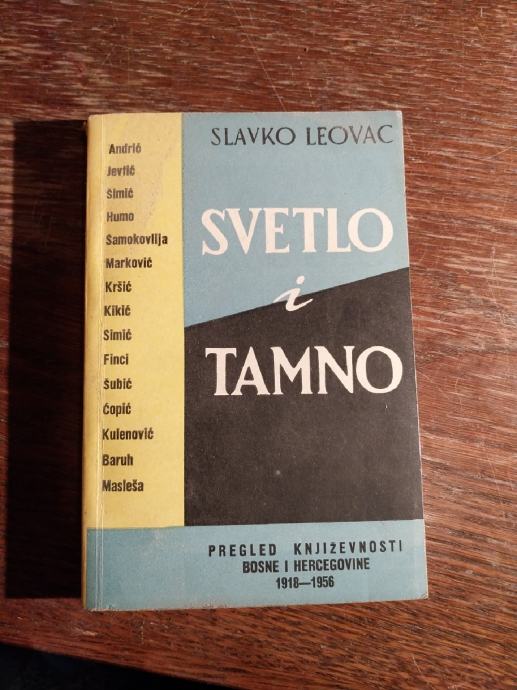 SLAVKO LEOVAC
SVETLO
i
TAMNO
Andrić
Jevtić
Šimić
Humo
Samokovlija
Marković
Kršić
Kikić
Simić
Finci
Šubić
Ćopić
Kulenović
Baruh
Masleša
PREGLED KNJIŽEVNOSTI
BOSNE I HERCEGOVINE
1918—1956